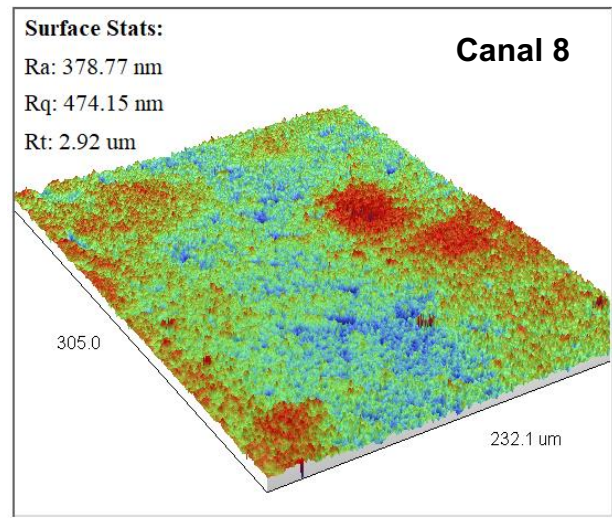 Surface Stats:
Canal 8
Ra: 378.77 nm
Rq: 474.15 nm
Rt: 2.92 um
305.0
232.1 um